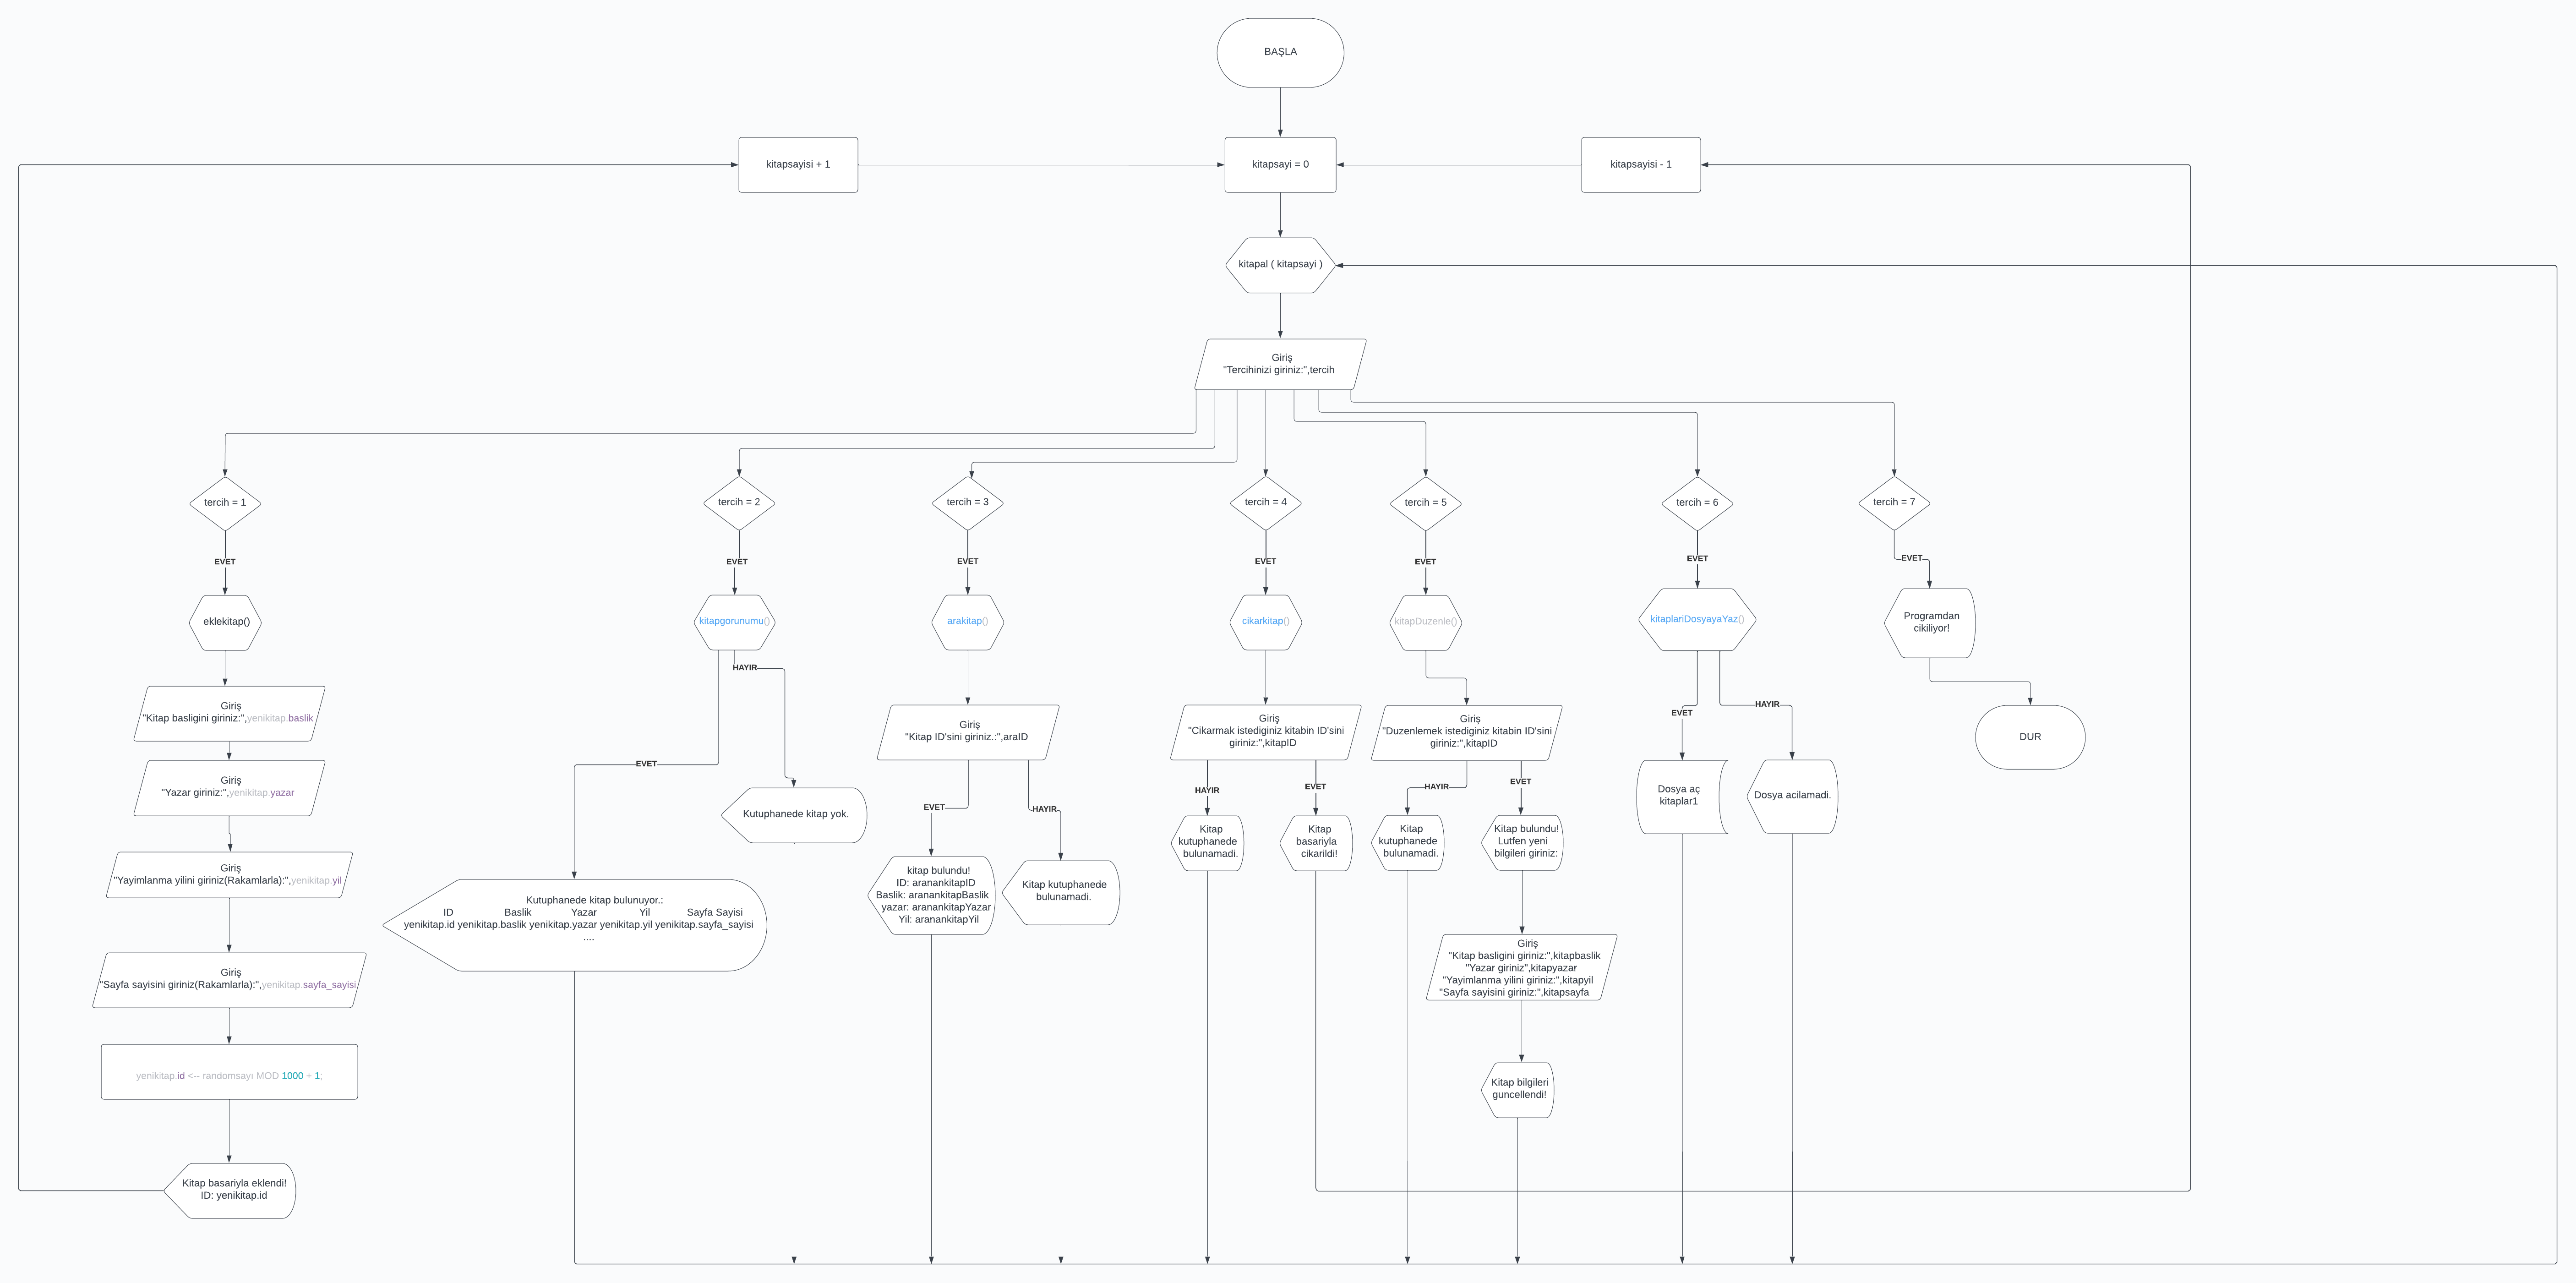 BAŞLA
kitapsayisi + 1
kitapsayi = 0
kitapsayisi - 1
kitapal ( kitapsayi )
Giriş
"Tercihinizi giriniz:",tercih
tercih = 1
tercih = 2
tercih = 3
tercih = 4
tercih = 5
tercih = 6
tercih = 7
EVET
EVET
EVET
EVET
EVET
EVET
EVET
eklekitap()
kitapgorunumu()
arakitap()
cikarkitap()
kitapDuzenle()
kitaplariDosyayaYaz()
Programdan
cikiliyor!
DUR
Giriş
"Kitap basligini giriniz:",yenikitap.baslik
Giriş
"Yazar giriniz:",yenikitap.yazar
Giriş
"Yayimlanma yilini giriniz(Rakamlarla):",yenikitap.yil
Giriş
"Sayfa sayisini giriniz(Rakamlarla):",yenikitap.sayfa_sayisi
yenikitap.id <-- randomsayı MOD 1000 + 1;
Kitap basariyla eklendi!
ID: yenikitap.id
HAYIR
EVET
Kutuphanede kitap yok.
Kutuphanede kitap bulunuyor.:
ID Baslik Yazar Yil Sayfa Sayisi
yenikitap.id yenikitap.baslik yenikitap.yazar yenikitap.yil yenikitap.sayfa_sayisi
....
Giriş
"Kitap ID'sini giriniz.:",araID
EVET
HAYIR
kitap bulundu!
ID: aranankitapID
Baslik: aranankitapBaslik
yazar: aranankitapYazar
Yil: aranankitapYil
Kitap kutuphanede
bulunamadi.
Giriş
"Cikarmak istediginiz kitabin ID'sini
giriniz:",kitapID
HAYIR
EVET
Kitap
kutuphanede
bulunamadi.
Kitap
basariyla
cikarildi!
Giriş
"Duzenlemek istediginiz kitabin ID'sini
giriniz:",kitapID
HAYIR
EVET
Kitap
kutuphanede
bulunamadi.
Kitap bulundu!
Lutfen yeni
bilgileri giriniz:
Giriş
"Kitap basligini giriniz:",kitapbaslik
"Yazar giriniz",kitapyazar
"Yayimlanma yilini giriniz:",kitapyil
"Sayfa sayisini giriniz:",kitapsayfa
Kitap bilgileri
guncellendi!
EVET
HAYIR
Dosya aç
kitaplar1
Dosya acilamadi.